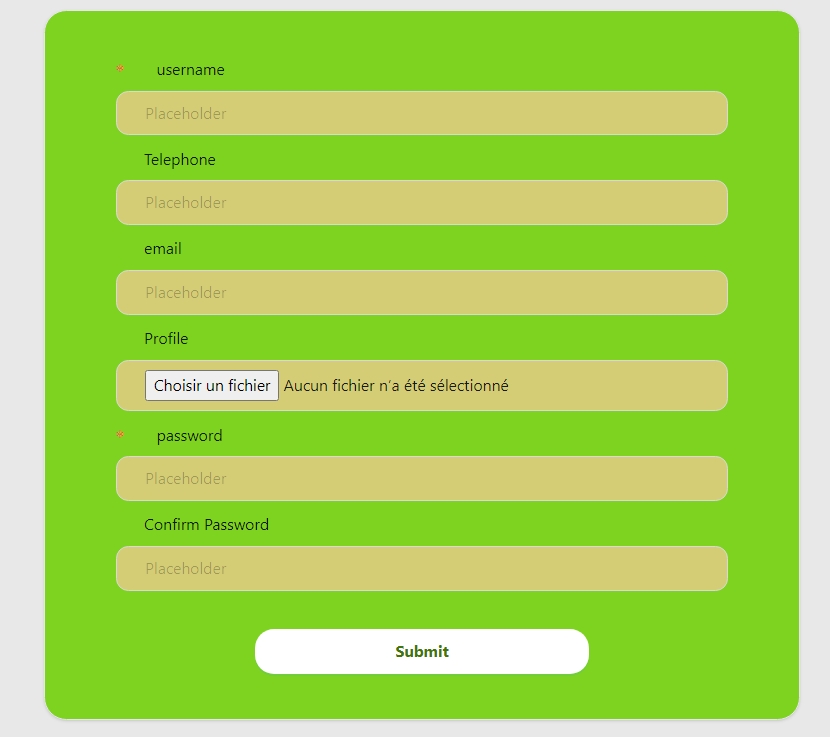 * username
Placeholder
Telephone
Placeholder
email
Placeholder
Profile
Choisir un fichier Aucun fichier n'a été sélectionné
* password
Placeholder
Confirm Password
Placeholder
Submit